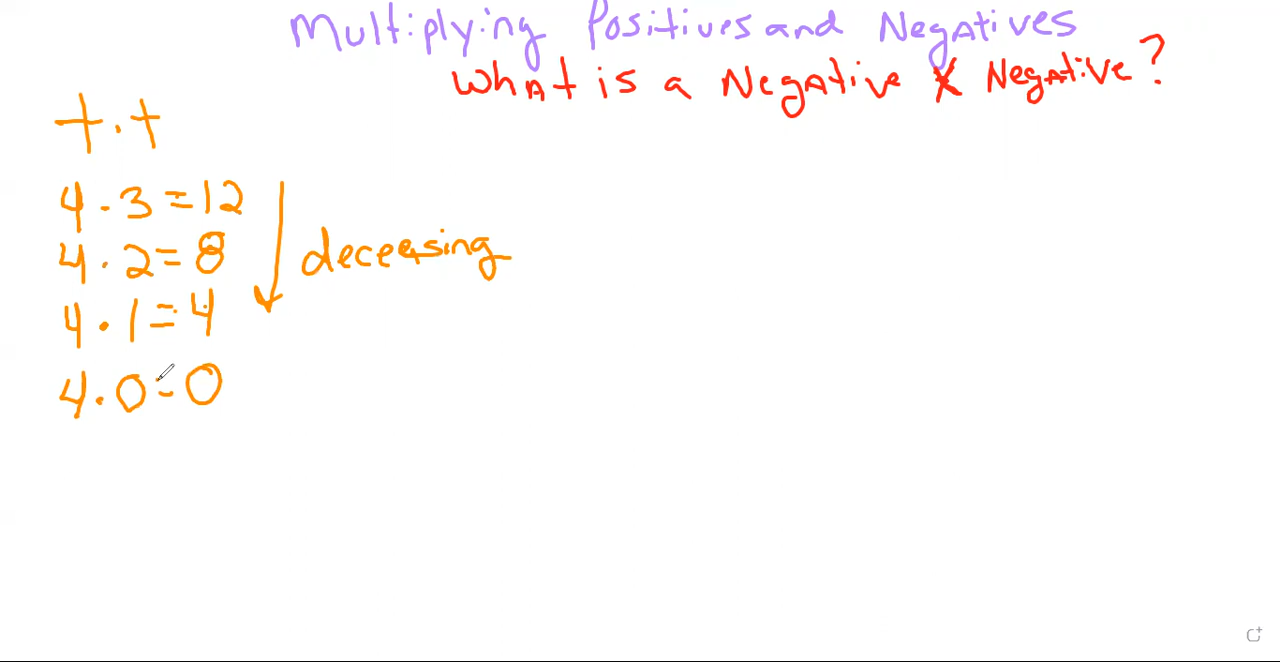 Multiplying Positives and Negatives
What is a Negative x Negative?
+ · +
4 · 3 = 12
4 · 2 = 8
deceasing
4 · 1 = 4
4 · 0 = 0